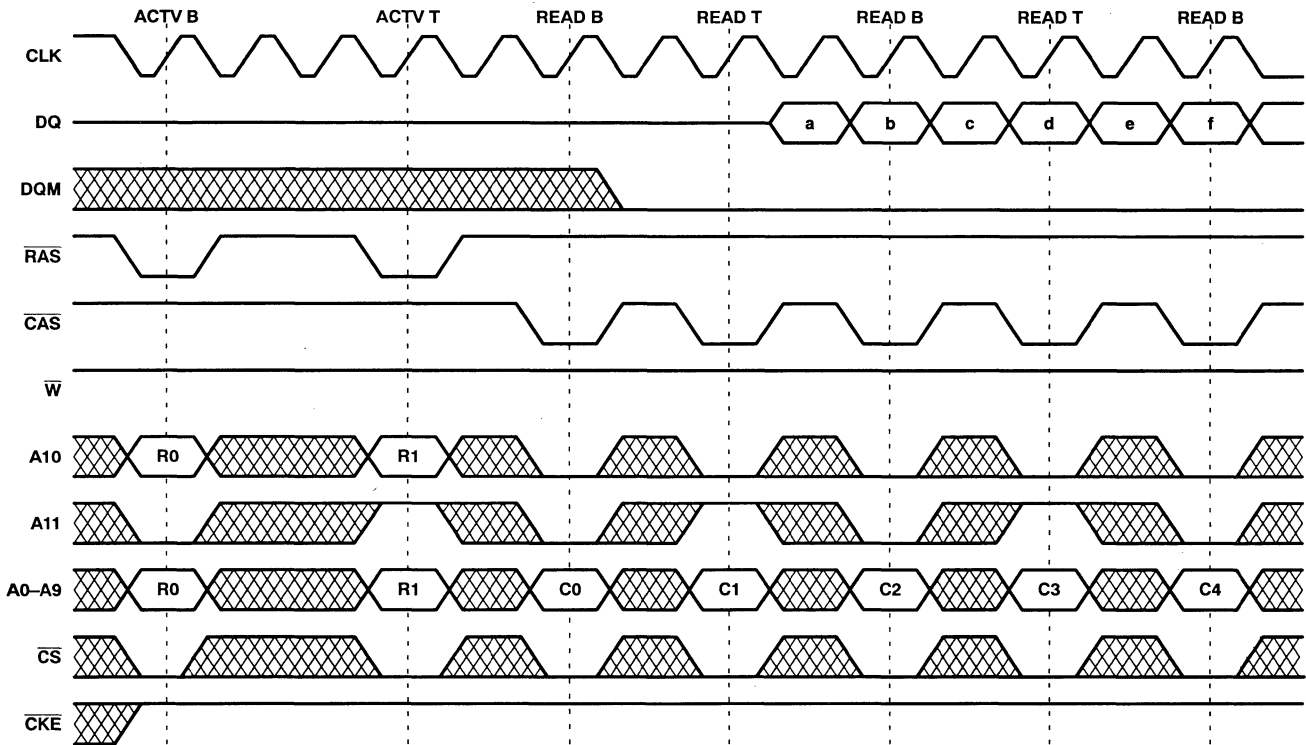 ACTV B ACTV T READ B READ T READ B READ T READ B
CLK
DQ a b c d e f
DQM
RAS
CAS
W
A10 R0 R1
A11
A0–A9 R0 R1 C0 C1 C2 C3 C4
CS
CKE